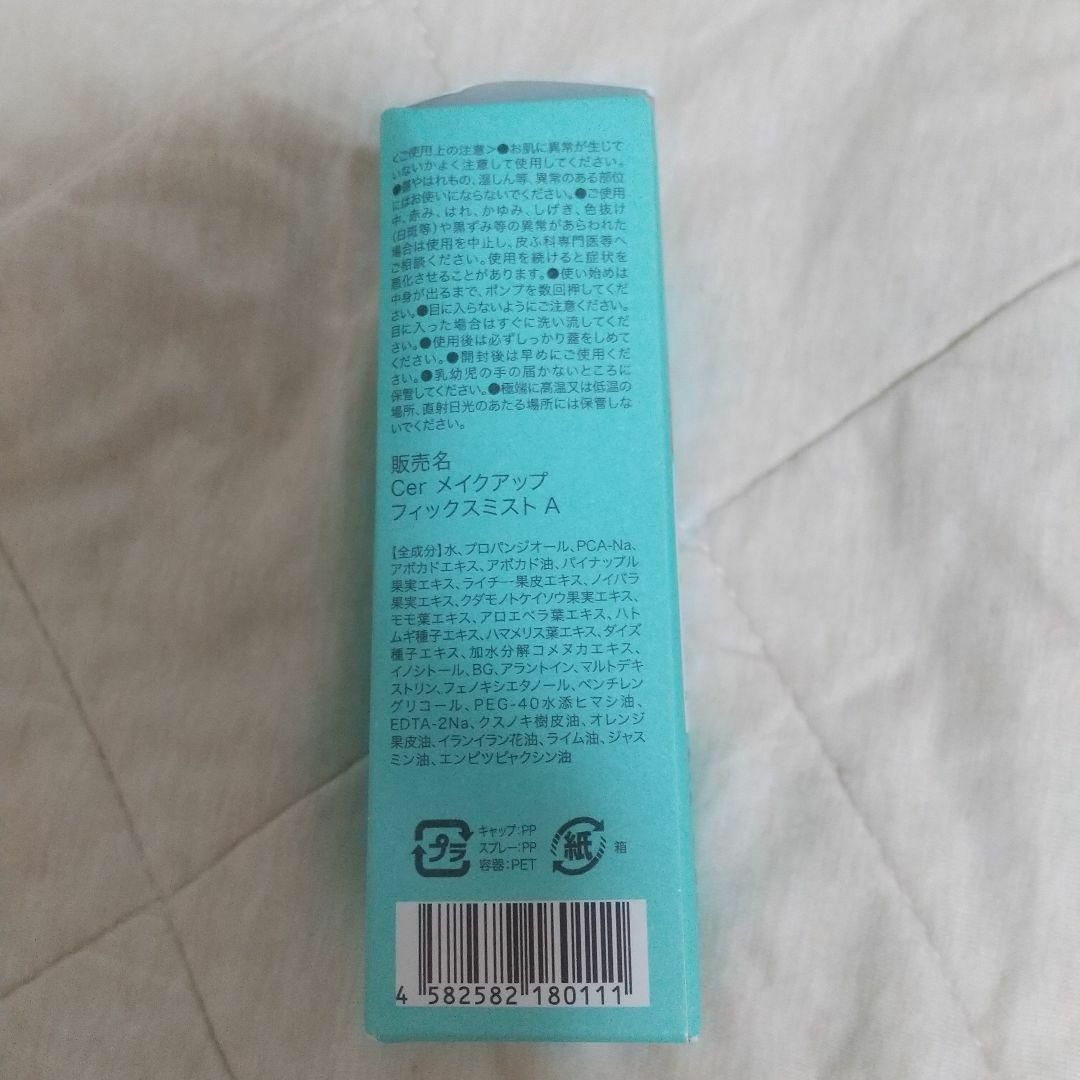 <ご使用上の注意>●お肌に異常が生じて
いないかよく注意して使用してください。
●傷やはれもの、湿しん等、異常のある部位
にはお使いにならないでください。●ご使用
中、赤み、はれ、かゆみ、しげき、色抜け
(白斑等)や黒ずみ等の異常があらわれた
場合は使用を中止し、皮ふ科専門医等へ
ご相談ください。使用を続けると症状を
悪化させることがあります。●使い始めは
中身が出るまで、ポンプを数回押してくだ
さい。●目に入らないようにご注意ください。
目に入った場合はすぐに洗い流してくだ
さい。●使用後は必ずしっかり蓋をしめて
ください。●開封後は早めにご使用くだ
さい。●乳幼児の手の届かないところに
保管してください。●極端に高温又は低温の
場所、直射日光のあたる場所には保管しな
いでください。
販売名
Cer メイクアップ
フィックスミスト A
【全成分】水、プロパンジオール、PCA-Na、
アボカドエキス、アボカド油、パイナップル
果実エキス、ライチー果皮エキス、ノイバラ
果実エキス、クダモノトケイソウ果実エキス、
モモ葉エキス、アロエベラ葉エキス、ハト
ムギ種子エキス、ハマメリス葉エキス、ダイズ
種子エキス、加水分解コメヌカエキス、
イノシトール、BG、アラントイン、マルトデキ
ストリン、フェノキシエタノール、ペンチレン
グリコール、PEG-40水添ヒマシ油、
EDTA-2Na、クスノキ樹皮油、オレンジ
果皮油、イランイラン花油、ライム油、ジャス
ミン油、エンピツビャクシン油
プラ
キャップ:PP
スプレー:PP
容器:PET
紙
箱
4 582582 180111